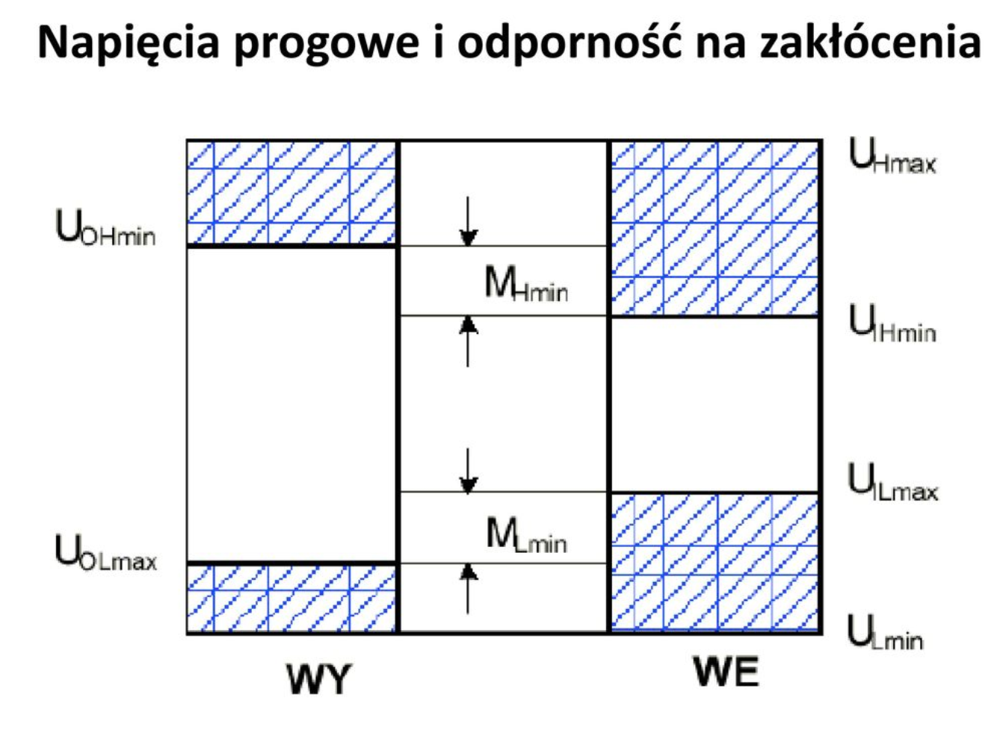 Napięcia progowe i odporność na zakłócenia
UHmax
UOHmin
MHmin
UIHmin
UILmax
MLmin
UOLmax
ULmin
WY
WE